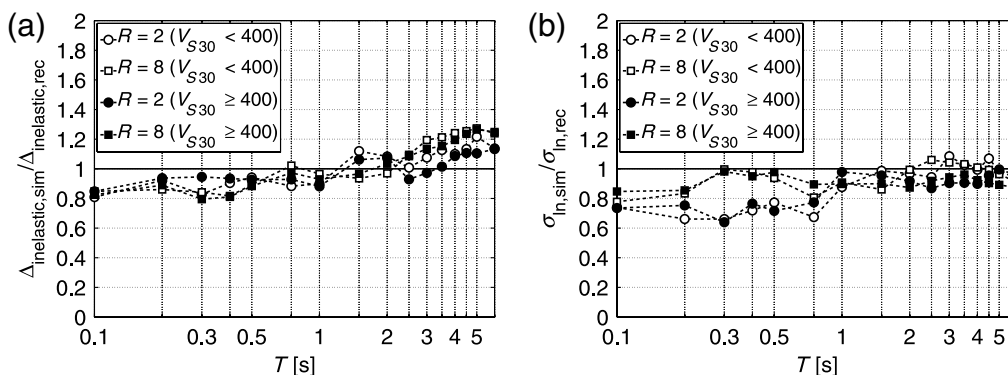 (a)
Δinelastic,sim/Δinelastic,rec
2
1.8
1.6
1.4
1.2
1
0.8
0.6
0.4
0.2
0
R = 2 (VS30 < 400)
R = 8 (VS30 < 400)
R = 2 (VS30 ≥ 400)
R = 8 (VS30 ≥ 400)
0.1 0.2 0.3 0.5 1 2 3 4 5
T [s]
(b)
σln,sim/σln,rec
2
1.8
1.6
1.4
1.2
1
0.8
0.6
0.4
0.2
0
R = 2 (VS30 < 400)
R = 8 (VS30 < 400)
R = 2 (VS30 ≥ 400)
R = 8 (VS30 ≥ 400)
0.1 0.2 0.3 0.5 1 2 3 4 5
T [s]